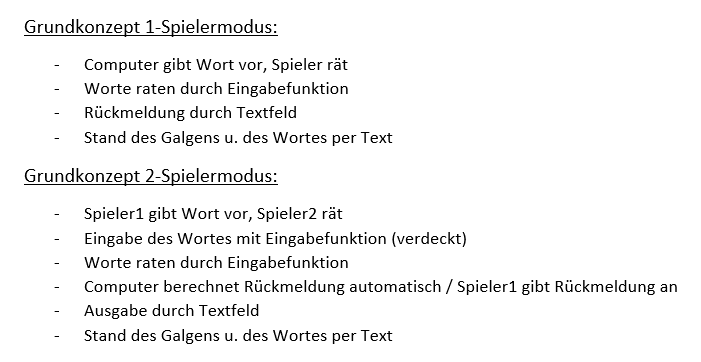 Grundkonzept 1-Spielermodus:
- Computer gibt Wort vor, Spieler rät
- Worte raten durch Eingabefunktion
- Rückmeldung durch Textfeld
- Stand des Galgens u. des Wortes per Text
Grundkonzept 2-Spielermodus:
- Spieler1 gibt Wort vor, Spieler2 rät
- Eingabe des Wortes mit Eingabefunktion (verdeckt)
- Worte raten durch Eingabefunktion
- Computer berechnet Rückmeldung automatisch / Spieler1 gibt Rückmeldung an
- Ausgabe durch Textfeld
- Stand des Galgens u. des Wortes per Text